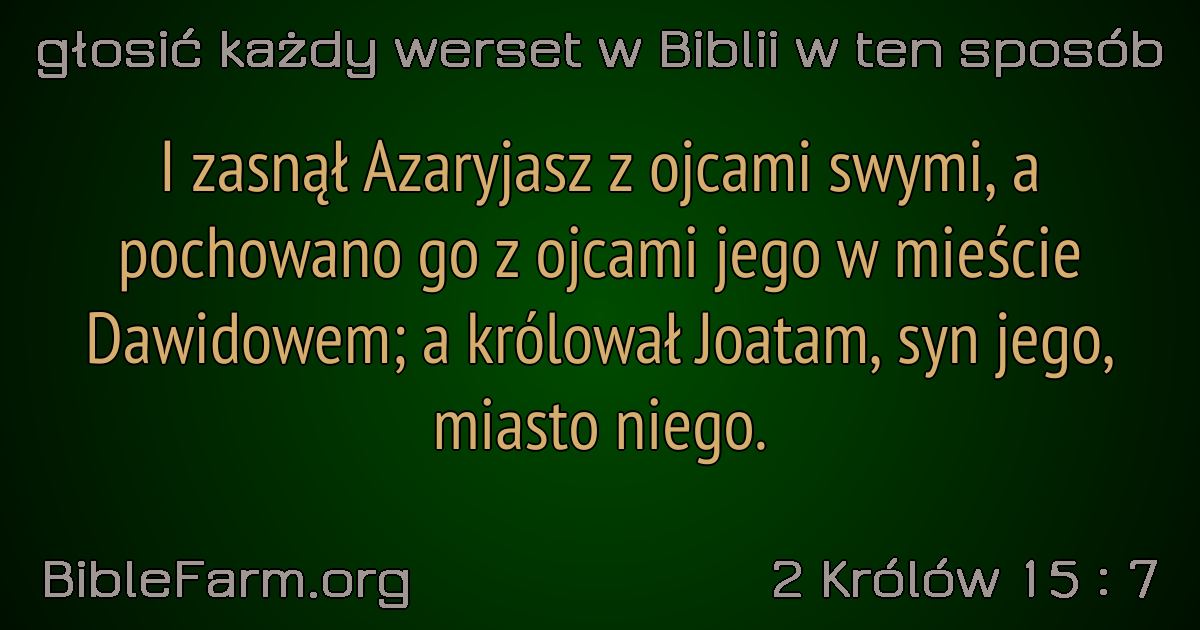 głosić każdy werset w Biblii w ten sposób
I zasnął Azaryjasz z ojcami swymi, a
pochowano go z ojcami jego w mieście
Dawidowem; a królował Joatam, syn jego,
miasto niego.
BibleFarm.org
2 Królów 15 : 7